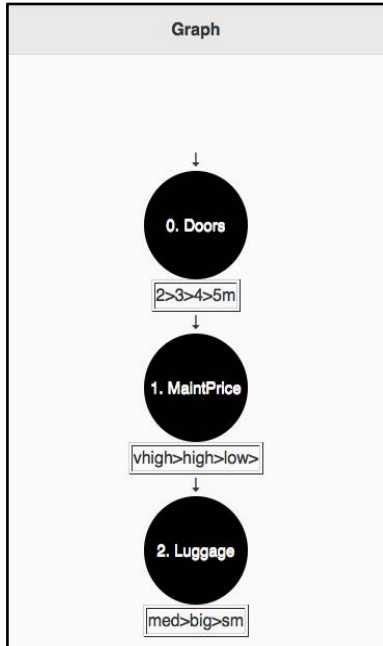 Graph
↓
0. Doors
2>3>4>5m
↓
1. MaintPrice
vhigh>high>low>
↓
2. Luggage
med>big>sm